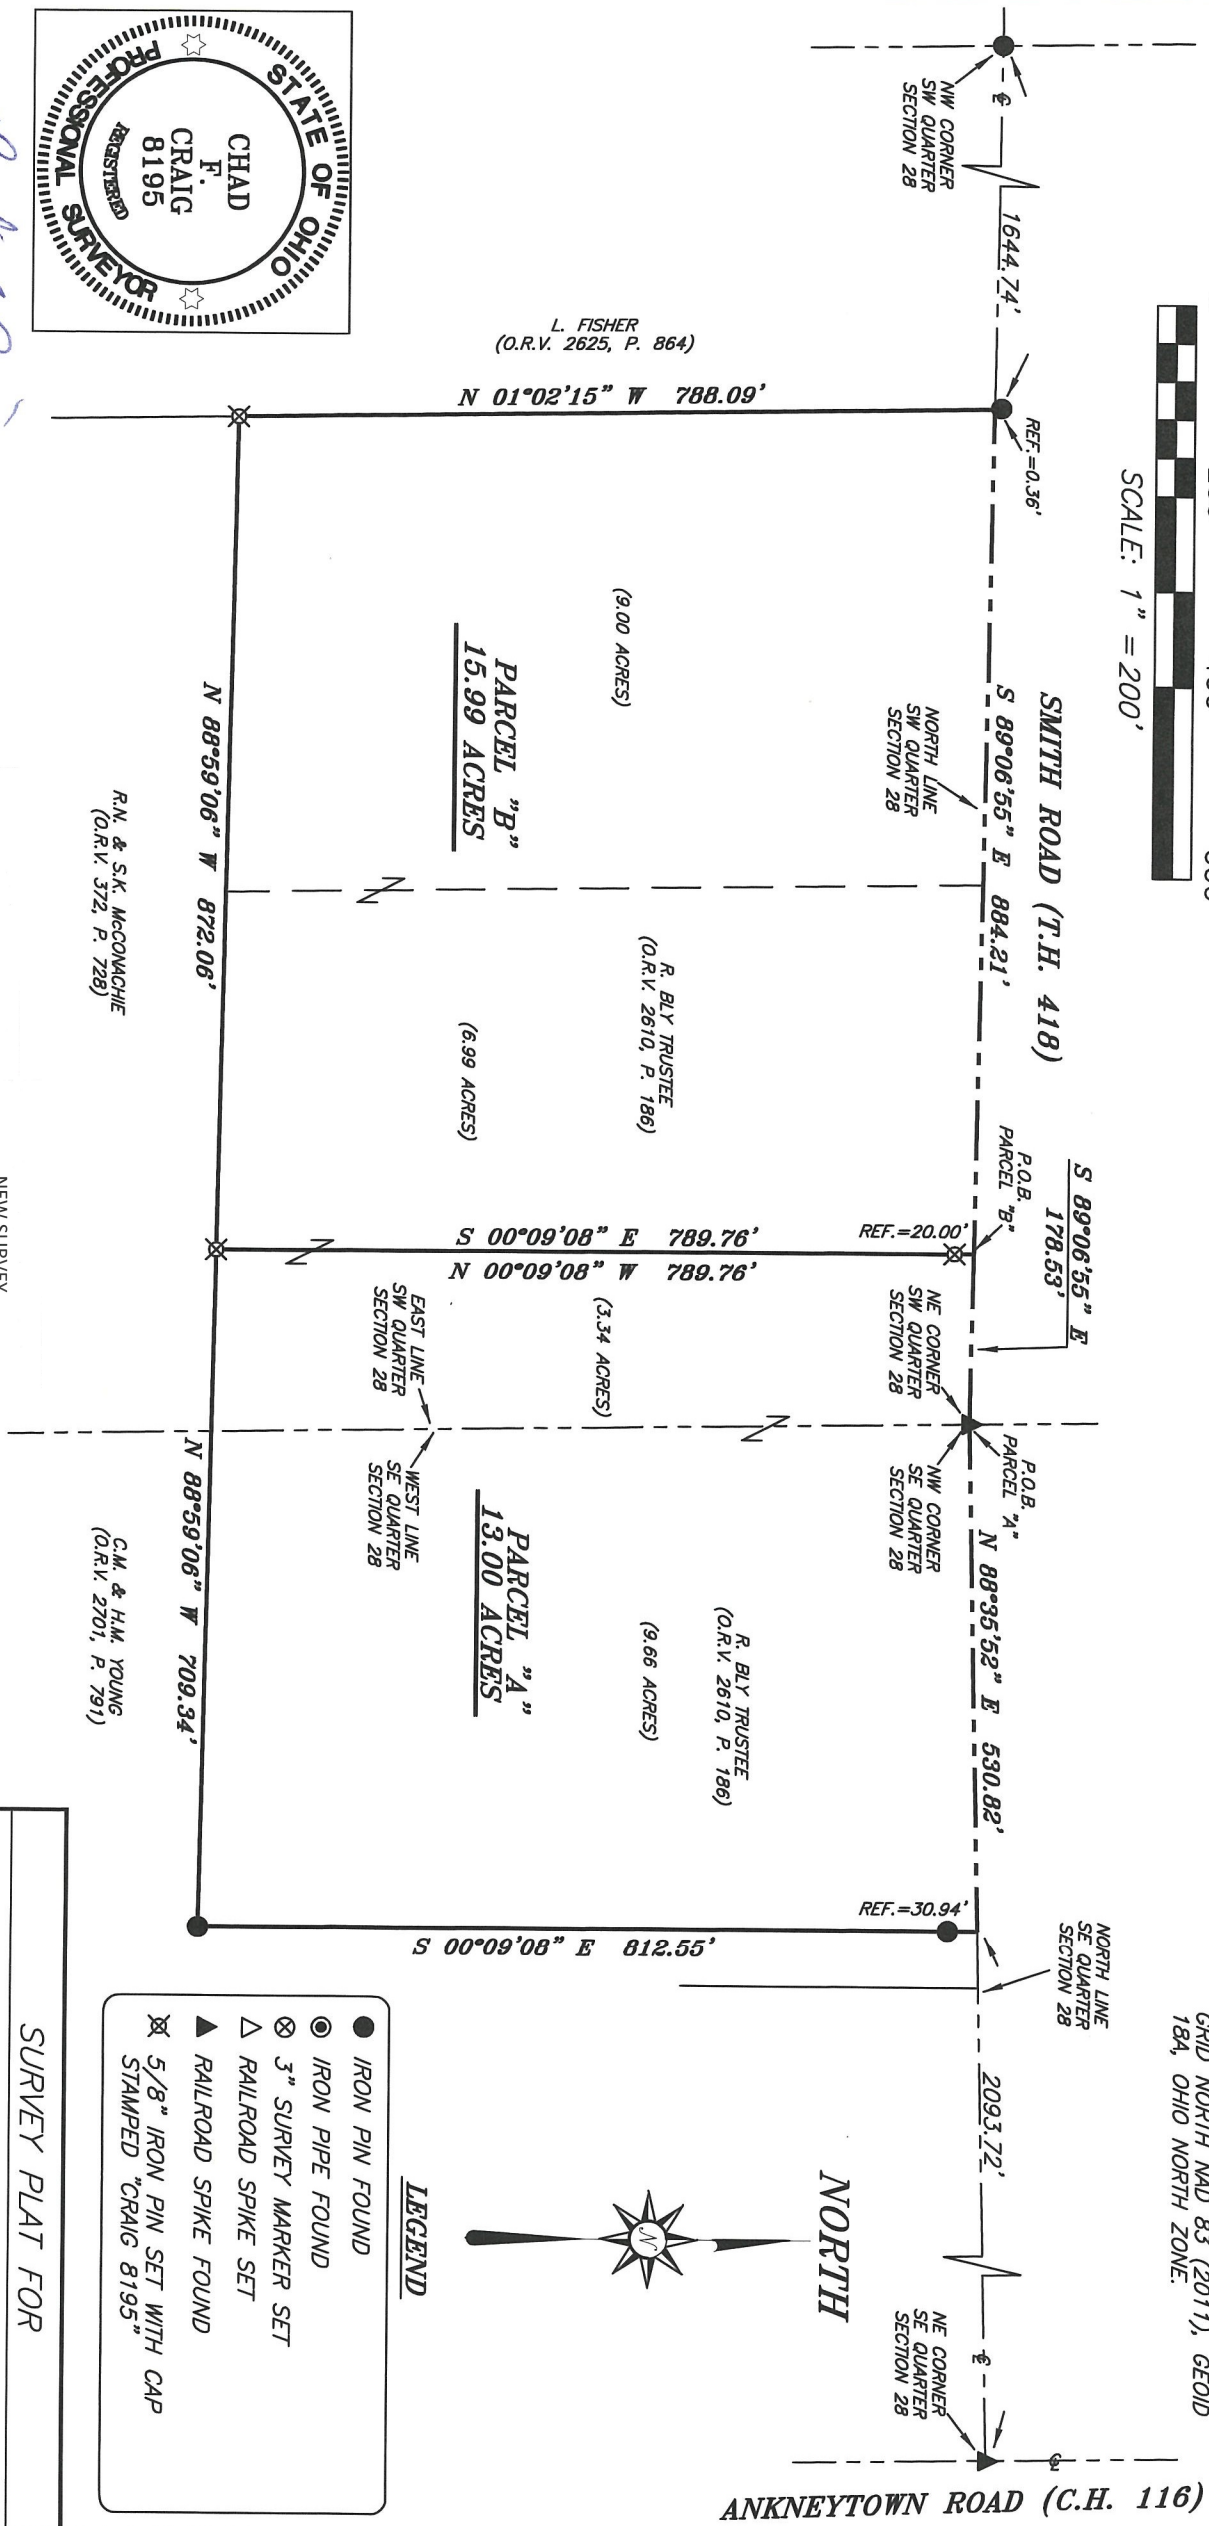 GRID NORTH NAD 83 (2011), GEOID
18A, OHIO NORTH ZONE.
SCALE: 1" = 200'
SMITH ROAD (T.H. 418)
ANKNEYTOWN ROAD (C.H. 116)
NW CORNER
SW QUARTER
SECTION 28
1644.74'
REF.=0.36'
S 89°06'55" E 884.21'
NORTH LINE
SW QUARTER
SECTION 28
P.O.B.
PARCEL "B"
S 89°06'55" E
178.53'
NE CORNER
SW QUARTER
SECTION 28
P.O.B.
PARCEL "A"
NW CORNER
SE QUARTER
SECTION 28
N 88°35'52" E 530.82'
NORTH LINE
SE QUARTER
SECTION 28
2093.72'
NE CORNER
SE QUARTER
SECTION 28
L. FISHER
(O.R.V. 2625, P. 864)
N 01°02'15" W 788.09'
(9.00 ACRES)
PARCEL "B"
15.99 ACRES
R. BLY TRUSTEE
(O.R.V. 2610, P. 186)
(6.99 ACRES)
REF.=20.00'
S 00°09'08" E 789.76'
N 00°09'08" W 789.76'
(3.34 ACRES)
EAST LINE
SW QUARTER
SECTION 28
WEST LINE
SE QUARTER
SECTION 28
PARCEL "A"
13.00 ACRES
R. BLY TRUSTEE
(O.R.V. 2610, P. 186)
(9.66 ACRES)
REF.=30.94'
S 00°09'08" E 812.55'
N 88°59'06" W 872.06'
N 88°59'06" W 709.34'
R.N. & S.K. McCONACHIE
(O.R.V. 372, P. 728)
C.M. & H.M. YOUNG
(O.R.V. 2701, P. 791)
NORTH
N
LEGEND
IRON PIN FOUND
IRON PIPE FOUND
3" SURVEY MARKER SET
RAILROAD SPIKE SET
RAILROAD SPIKE FOUND
5/8" IRON PIN SET WITH CAP
STAMPED "CRAIG 8195"
STATE OF OHIO
CHAD
F.
CRAIG
8195
REGISTERED
PROFESSIONAL SURVEYOR
NEW SURVEY
SURVEY PLAT FOR